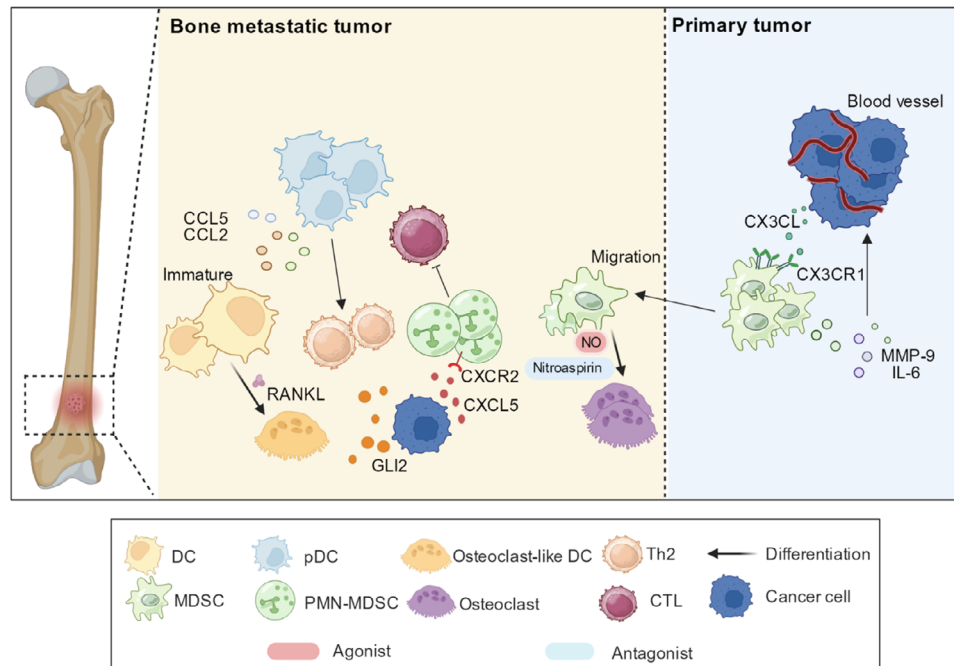 Bone metastatic tumor
Primary tumor
Blood vessel
CCL5
CCL2
CX3CL
Immature
Migration
CX3CR1
NO
Nitroaspirin
MMP-9
IL-6
CXCR2
RANKL
CXCL5
GLI2
DC
pDC
Osteoclast-like DC
Th2
Differentiation
MDSC
PMN-MDSC
Osteoclast
CTL
Cancer cell
Agonist
Antagonist